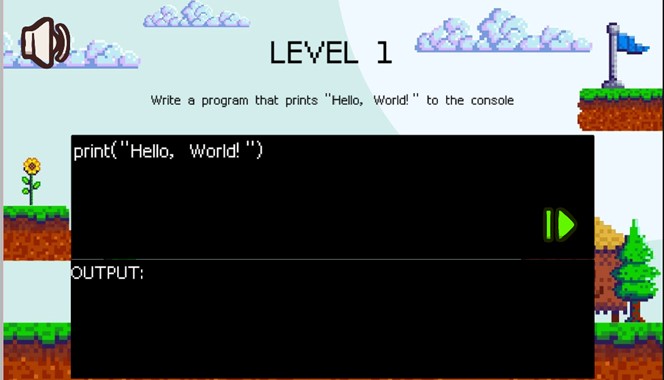 LEVEL 1
Write a program that prints "Hello, World!" to the console
print("Hello, World!")
OUTPUT: